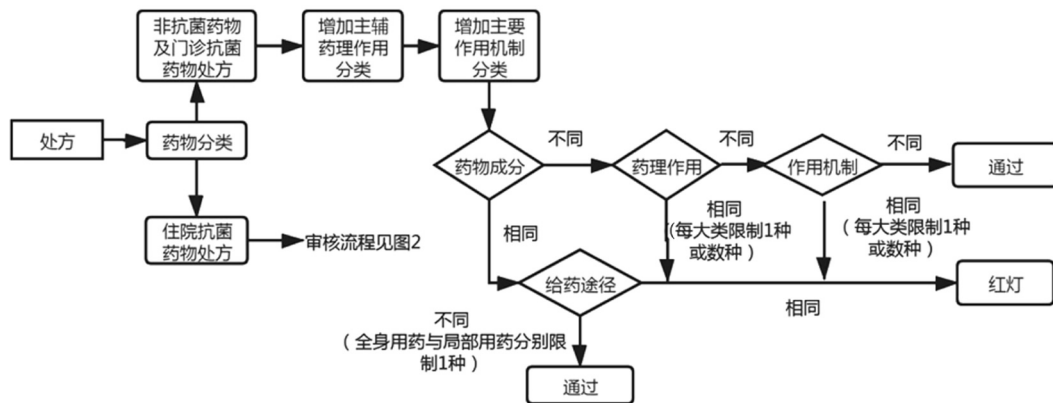 非抗菌药物
及门诊抗菌
药物处方
增加主辅
药理作用
分类
增加主要
作用机制
分类
处方
药物分类
药物成分
不同
药理作用
不同
作用机制
不同
通过
住院抗菌
药物处方
审核流程见图2
相同
相同
(每大类限制1种
或数种)
相同
(每大类限制1种
或数种)
给药途径
相同
红灯
不同
(全身用药与局部用药分别限
制1种)
通过